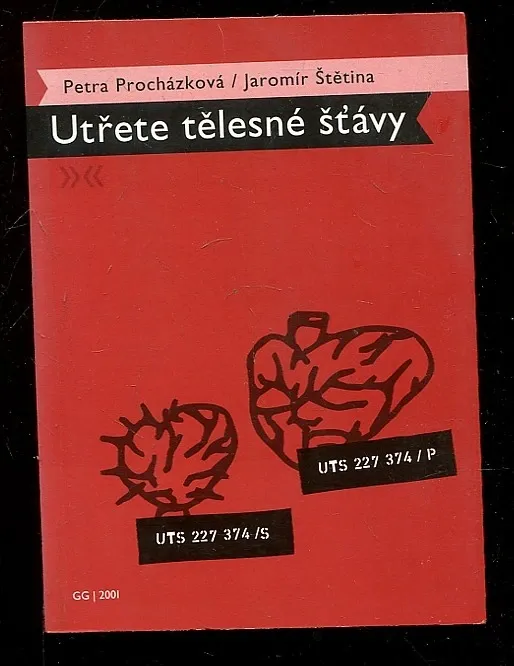 Petra Procházková / Jaromír Štětina
Utřete tělesné šťávy
UTS 227 374 / P
UTS 227 374 /S
GG | 2001